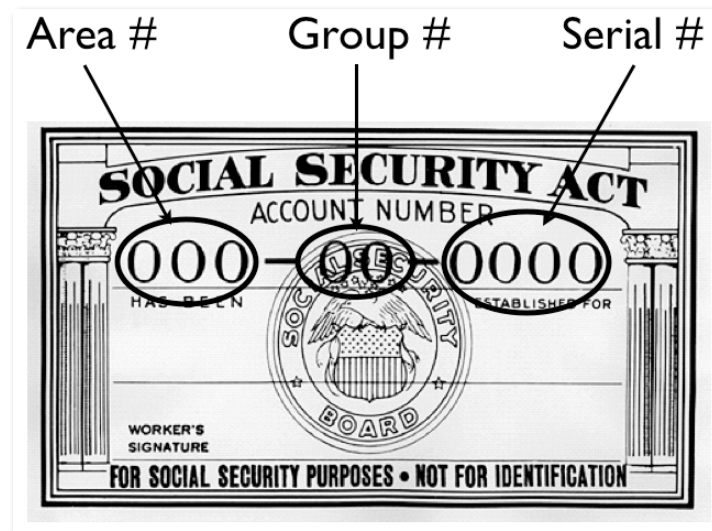 Area # Group # Serial #
SOCIAL SECURITY ACT
ACCOUNT NUMBER
000-00-0000
HAS BEEN ESTABLISHED FOR
SOCIAL SECURITY BOARD
WORKER'S
SIGNATURE
FOR SOCIAL SECURITY PURPOSES • NOT FOR IDENTIFICATION